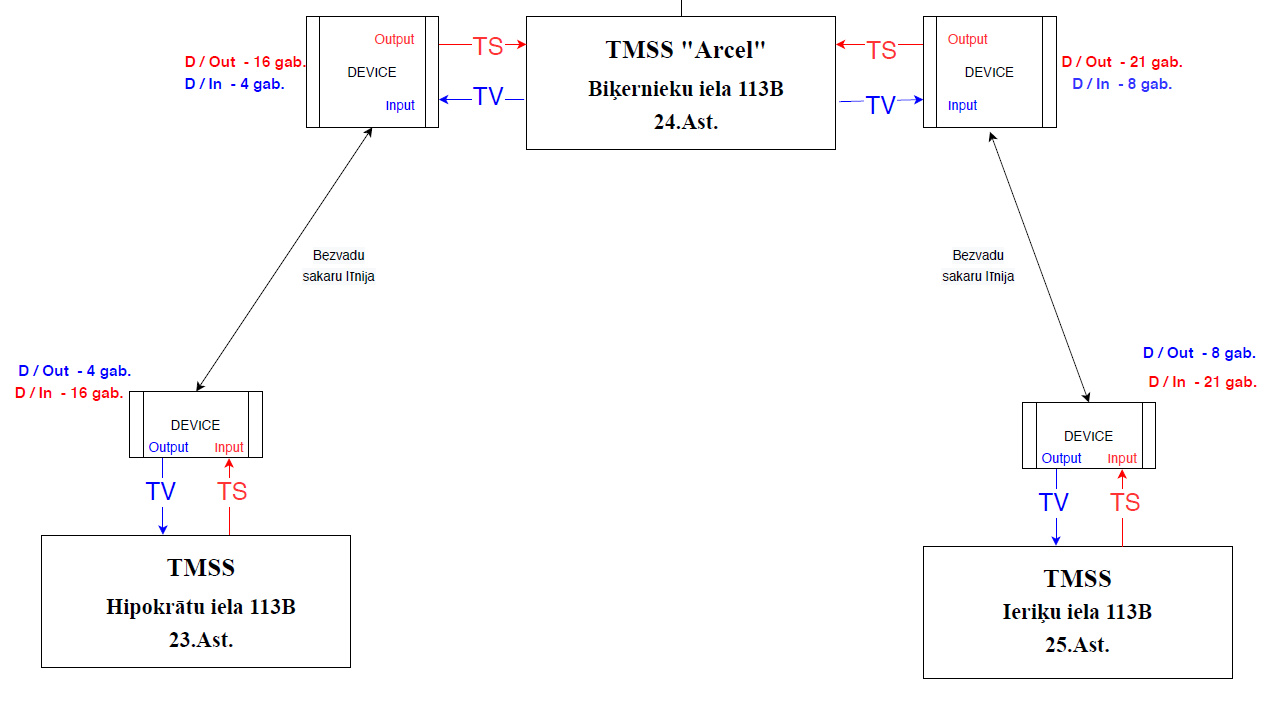 D / Out - 16 gab.
D / In - 4 gab.
Output
DEVICE
Input
TS
TV
TMSS "Arcel"
Biķernieku iela 113B
24.Ast.
TS
TV
Output
DEVICE
Input
D / Out - 21 gab.
D / In - 8 gab.
Bezvadu
sakaru līnija
Bezvadu
sakaru līnija
D / Out - 4 gab.
D / In - 16 gab.
DEVICE
Output Input
TV TS
TMSS
Hipokrātu iela 113B
23.Ast.
D / Out - 8 gab.
D / In - 21 gab.
DEVICE
Output Input
TV TS
TMSS
Ieriķu iela 113B
25.Ast.